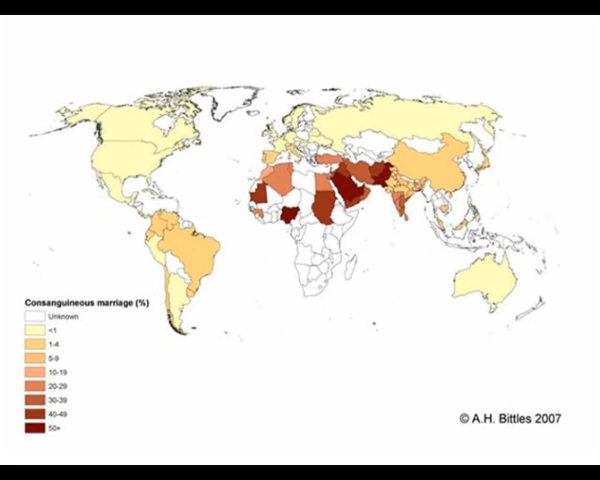 Consanguineous marriage (%)
Unknown
<1
1-4
5-9
10-19
20-29
30-39
40-49
50+
© A.H. Bittles 2007